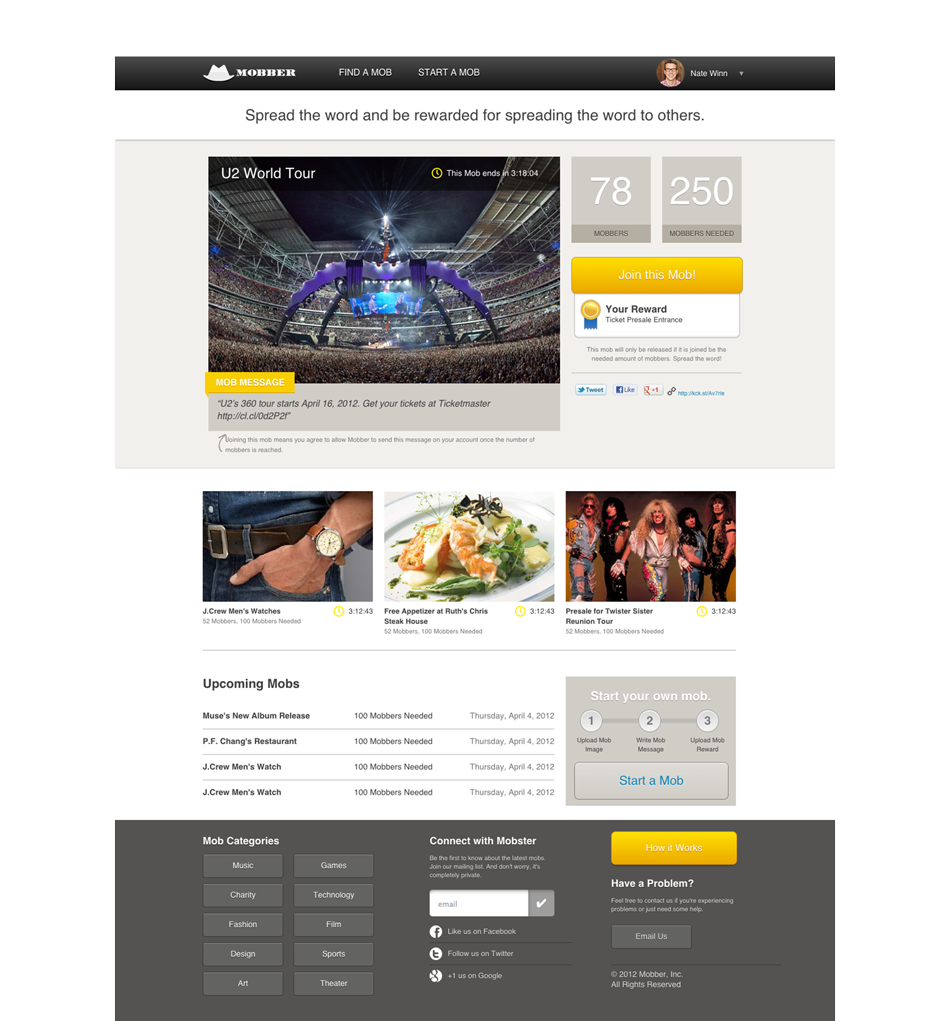 MOBBER
FIND A MOB
START A MOB
Nate Winn
Spread the word and be rewarded for spreading the word to others.
U2 World Tour
This Mob ends in 3:18:04
78
MOBBERS
250
MOBBERS NEEDED
Join this Mob!
Your Reward
Ticket Presale Entrance
This mob will only be released if it is joined be the
needed amount of mobbers. Spread the word!
Tweet
Like
+1
MOB MESSAGE
“U2's 360 tour starts April 16, 2012. Get your tickets at Ticketmaster
http://cl.cl/0d2P2f”
Joining this mob means you agree to allow Mobber to send this message on your account once the number of
mobbers is reached.
J.Crew Men's Watches
3:12:43
52 Mobbers, 100 Mobbers Needed
Free Appetizer at Ruth's Chris
Steak House
3:12:43
52 Mobbers, 100 Mobbers Needed
Presale for Twister Sister
Reunion Tour
3:12:43
52 Mobbers, 100 Mobbers Needed
Upcoming Mobs
Muse's New Album Release
100 Mobbers Needed
Thursday, April 4, 2012
P.F. Chang's Restaurant
100 Mobbers Needed
Thursday, April 4, 2012
J.Crew Men's Watch
100 Mobbers Needed
Thursday, April 4, 2012
J.Crew Men's Watch
100 Mobbers Needed
Thursday, April 4, 2012
Start your own mob.
1
2
3
Upload Mob
Image
Write Mob
Message
Upload Mob
Reward
Start a Mob
Mob Categories
Music
Games
Charity
Technology
Fashion
Film
Design
Sports
Art
Theater
Connect with Mobster
Be the first to know about the latest mobs.
Join our mailing list. And don't worry, it's
completely private.
email
Like us on Facebook
Follow us on Twitter
+1 us on Google
How it Works
Have a Problem?
Feel free to contact us if you're experiencing
problems or just need some help.
Email Us
© 2012 Mobber, Inc.
All Rights Reserved